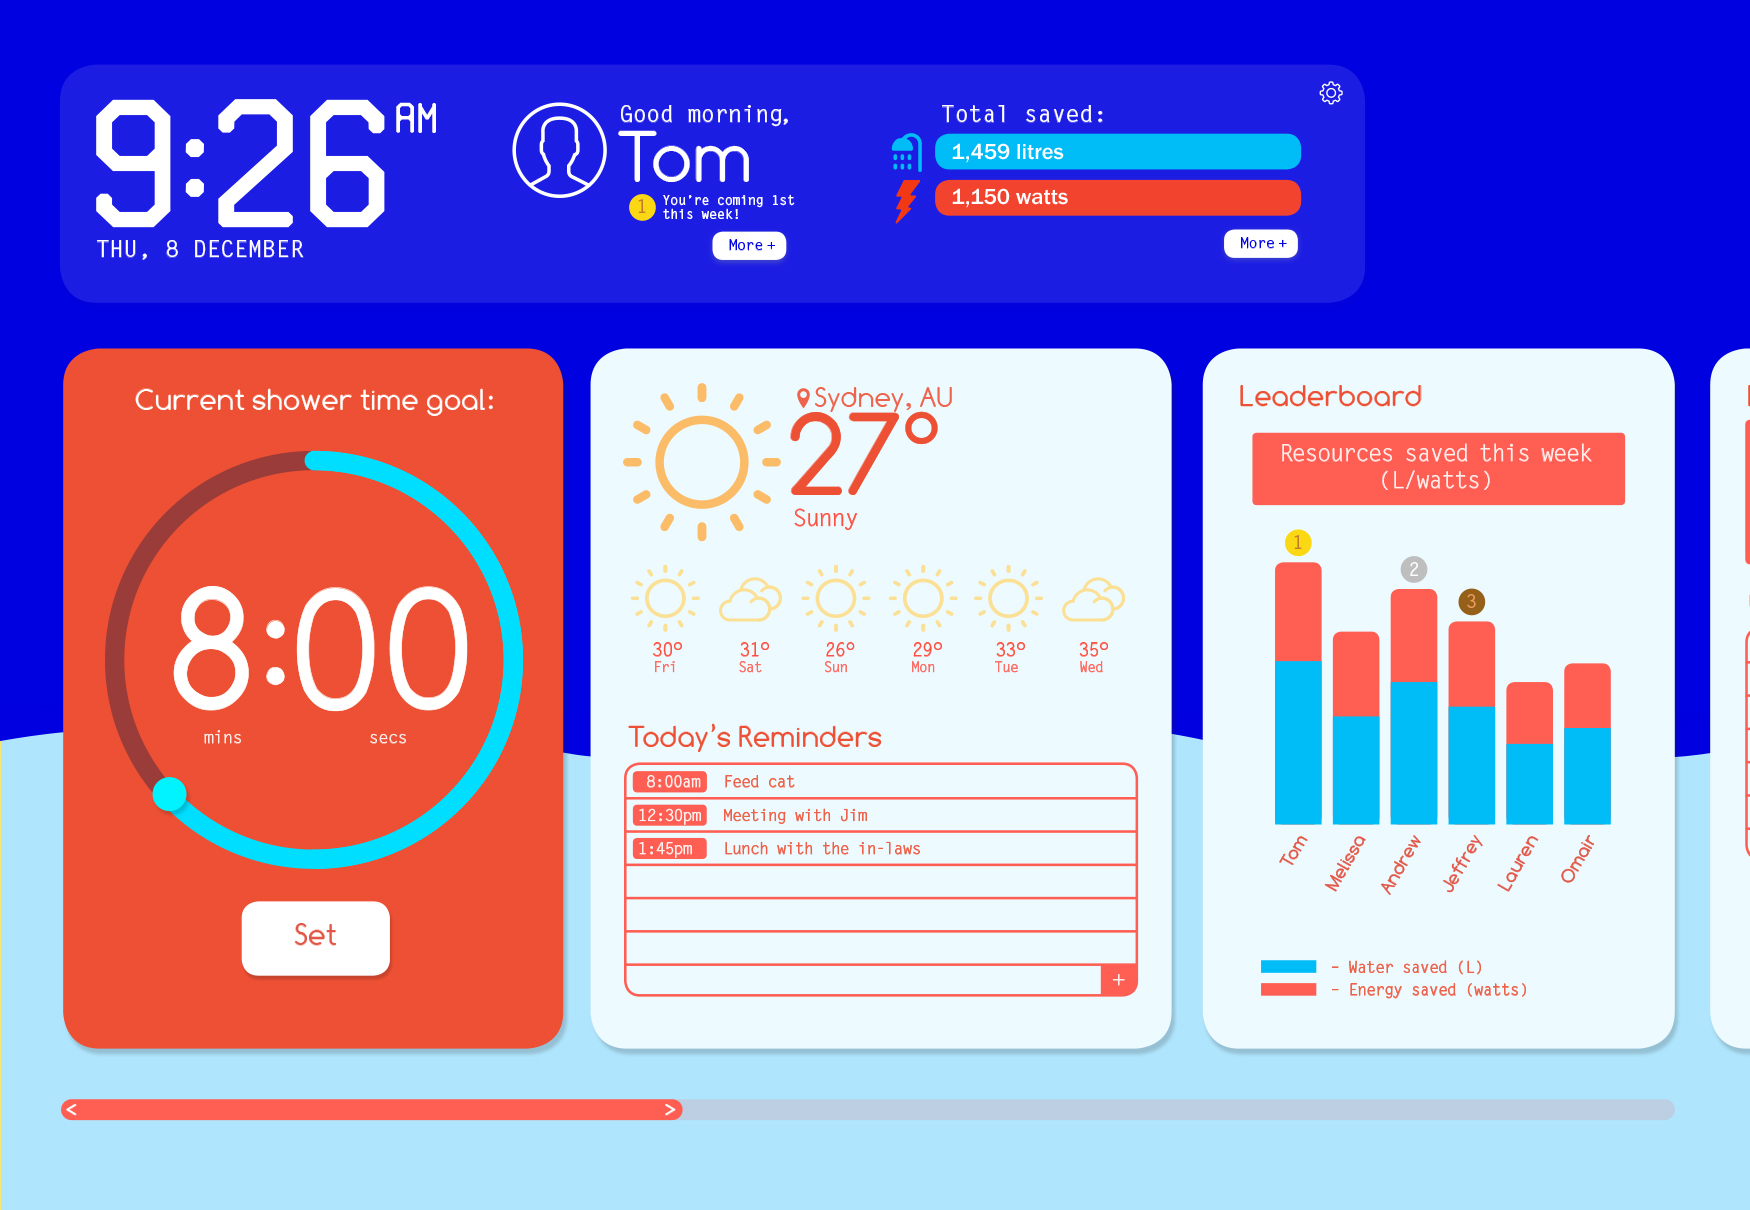 9:26 AM
THU, 8 DECEMBER
Good morning,
Tom
1 You're coming 1st
this week!
More +
Total saved:
1,459 litres
1,150 watts
More +
Current shower time goal:
8:00
mins secs
Set
Sydney, AU
27°
Sunny
30° 31° 26° 29° 33° 35°
Fri Sat Sun Mon Tue Wed
Today's Reminders
8:00am Feed cat
12:30pm Meeting with Jim
1:45pm Lunch with the in-laws
+
Leaderboard
Resources saved this week
(L/watts)
1
2
3
Tom Melissa Andrew Jeffrey Lauren Omair
- Water saved (L)
- Energy saved (watts)
< >